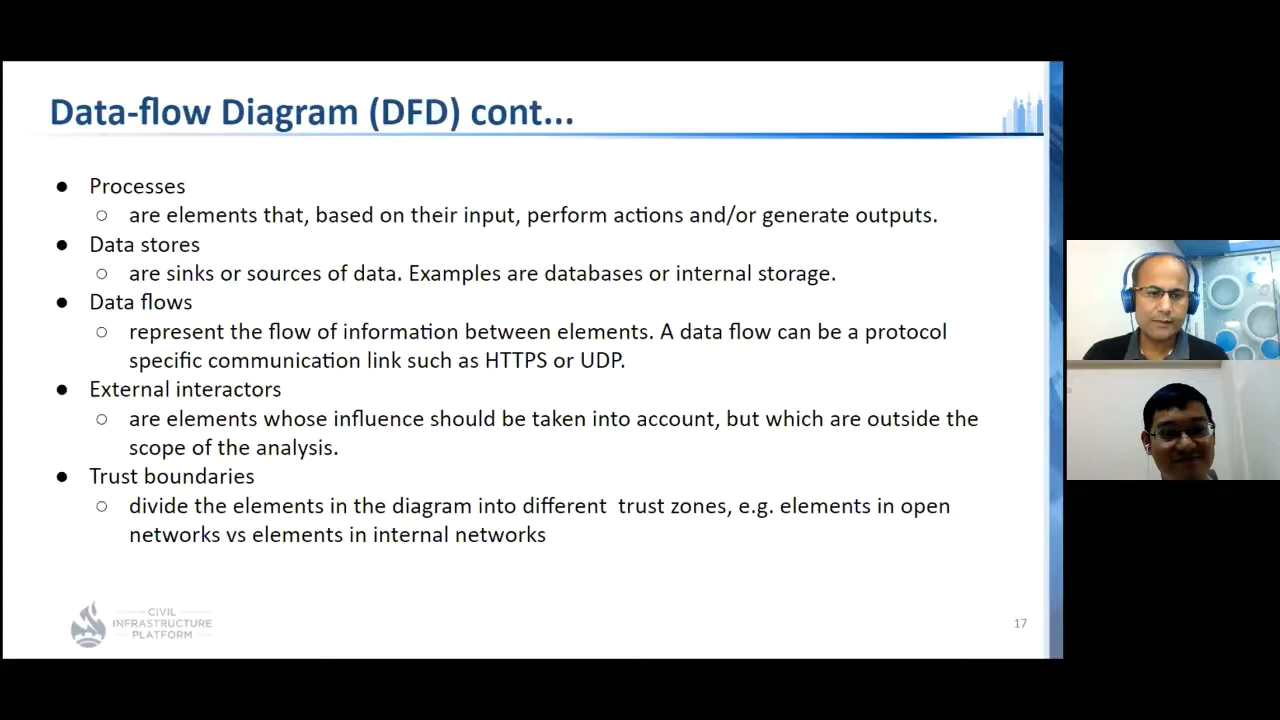 Data-flow Diagram (DFD) cont...
● Processes
○ are elements that, based on their input, perform actions and/or generate outputs.
● Data stores
○ are sinks or sources of data. Examples are databases or internal storage.
● Data flows
○ represent the flow of information between elements. A data flow can be a protocol
specific communication link such as HTTPS or UDP.
● External interactors
○ are elements whose influence should be taken into account, but which are outside the
scope of the analysis.
● Trust boundaries
○ divide the elements in the diagram into different  trust zones, e.g. elements in open
networks vs elements in internal networks
CIVIL
INFRASTRUCTURE
PLATFORM
17